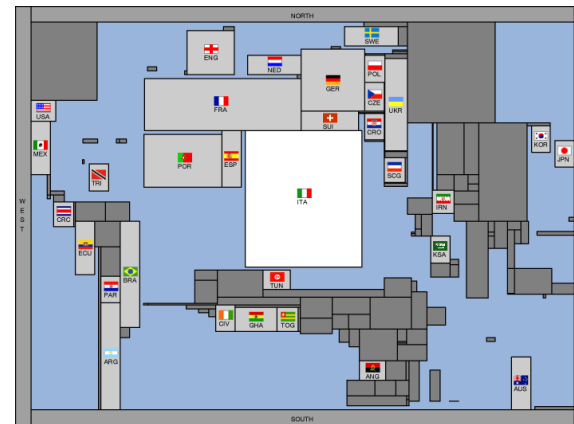 NORTH
SWE
ENG
NED
GER
POL
UKR
CZE
FRA
USA
SUI
CRO
KOR
MEX
JPN
POR
ESP
SCG
TRI
ITA
IRN
WEST
CRC
KSA
ECU
BRA
TUN
PAR
CIV
GHA
TOG
ARG
ANG
AUS
SOUTH